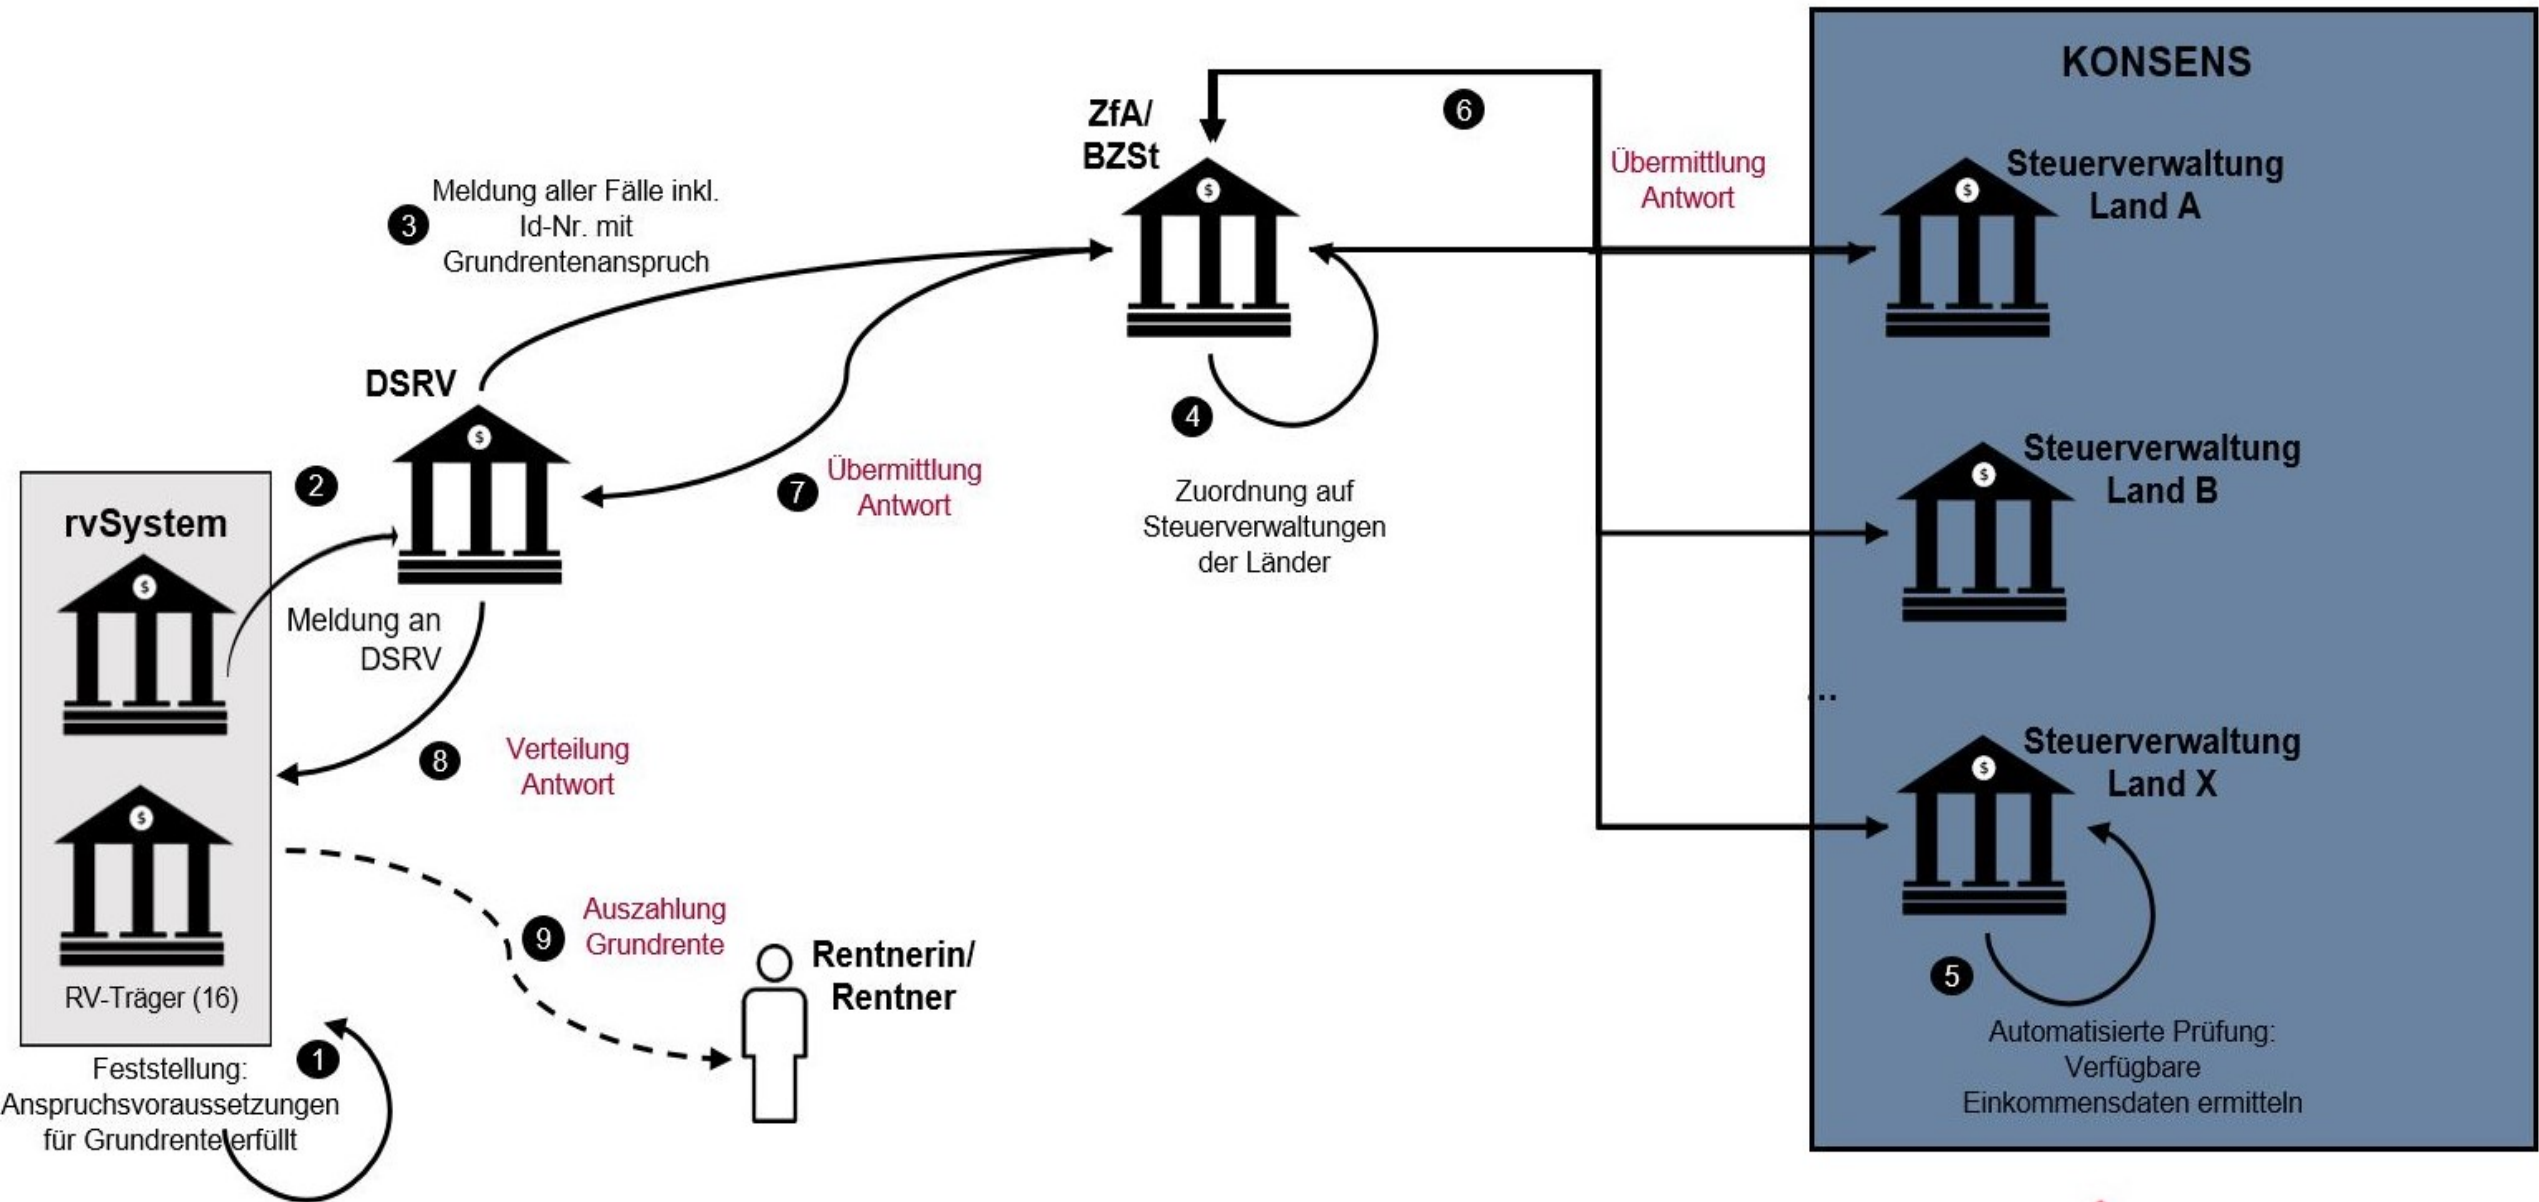 KONSENS
ZfA/
BZSt
6
Übermittlung
Antwort
Steuerverwaltung
Land A
3
Meldung aller Fälle inkl.
Id-Nr. mit
Grundrentenanspruch
DSRV
4
Zuordnung auf
Steuerverwaltungen
der Länder
7
Übermittlung
Antwort
Steuerverwaltung
Land B
2
rvSystem
Meldung an
DSRV
...
8
Verteilung
Antwort
Steuerverwaltung
Land X
9
Auszahlung
Grundrente
Rentnerin/
Rentner
5
Automatisierte Prüfung:
Verfügbare
Einkommensdaten ermitteln
RV-Träger (16)
1
Feststellung:
Anspruchsvoraussetzungen
für Grundrente erfüllt
$
$
$
$
$
$
$